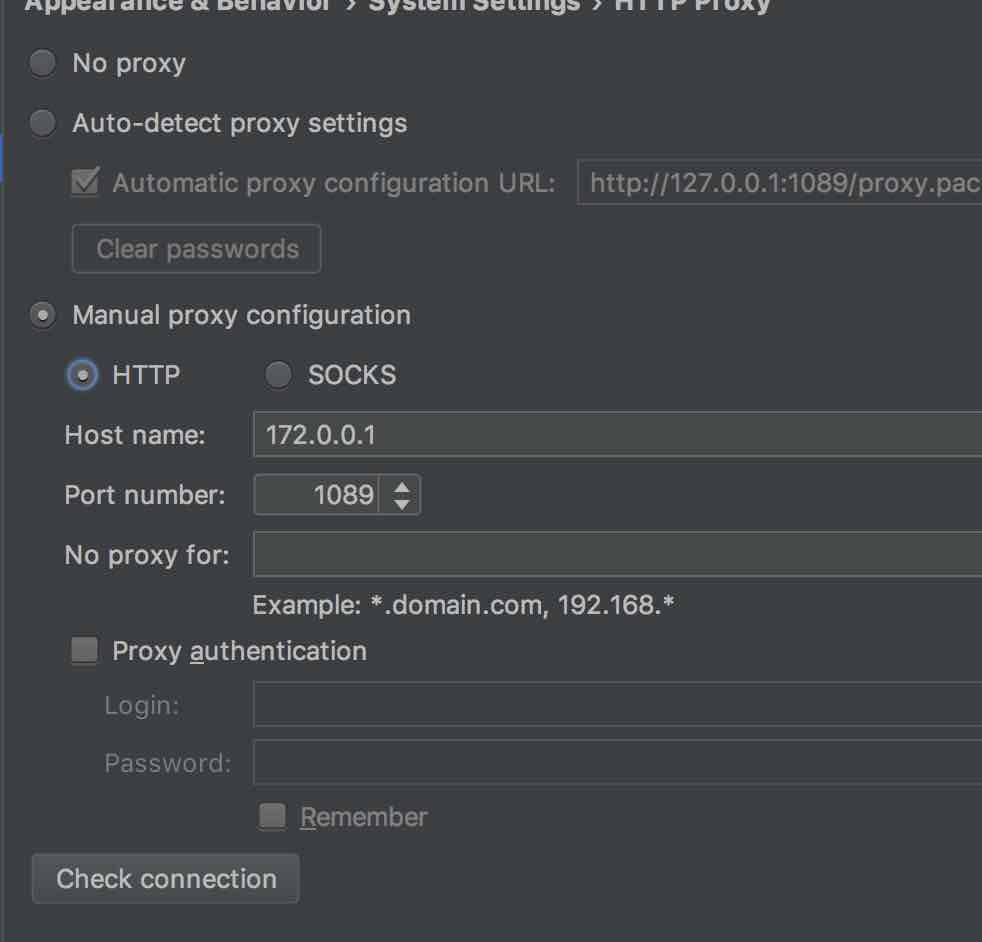 Appearance & Behavior › System Settings › HTTP Proxy
No proxy
Auto-detect proxy settings
Automatic proxy configuration URL: http://127.0.0.1:1089/proxy.pac
Clear passwords
Manual proxy configuration
HTTP SOCKS
Host name: 172.0.0.1
Port number: 1089
No proxy for:
Example: *.domain.com, 192.168.*
Proxy authentication
Login:
Password:
Remember
Check connection